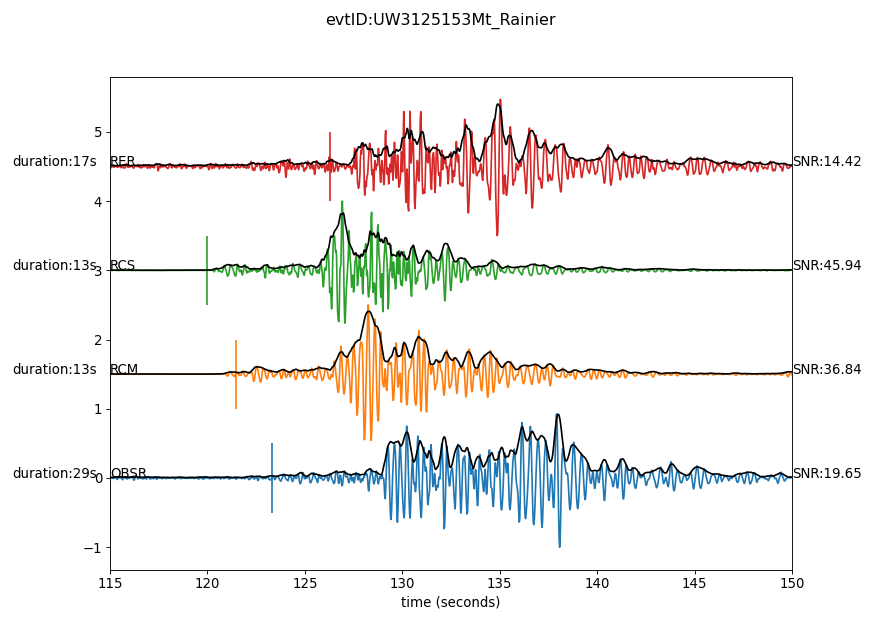 evtID:UW3125153Mt_Rainier
5
duration:17s RER SNR:14.42
4
duration:13s 3 RCS SNR:45.94
2
duration:13s RCM SNR:36.84
1
duration:29s 0 OBSR SNR:19.65
−1
115 120 125 130 135 140 145 150
time (seconds)